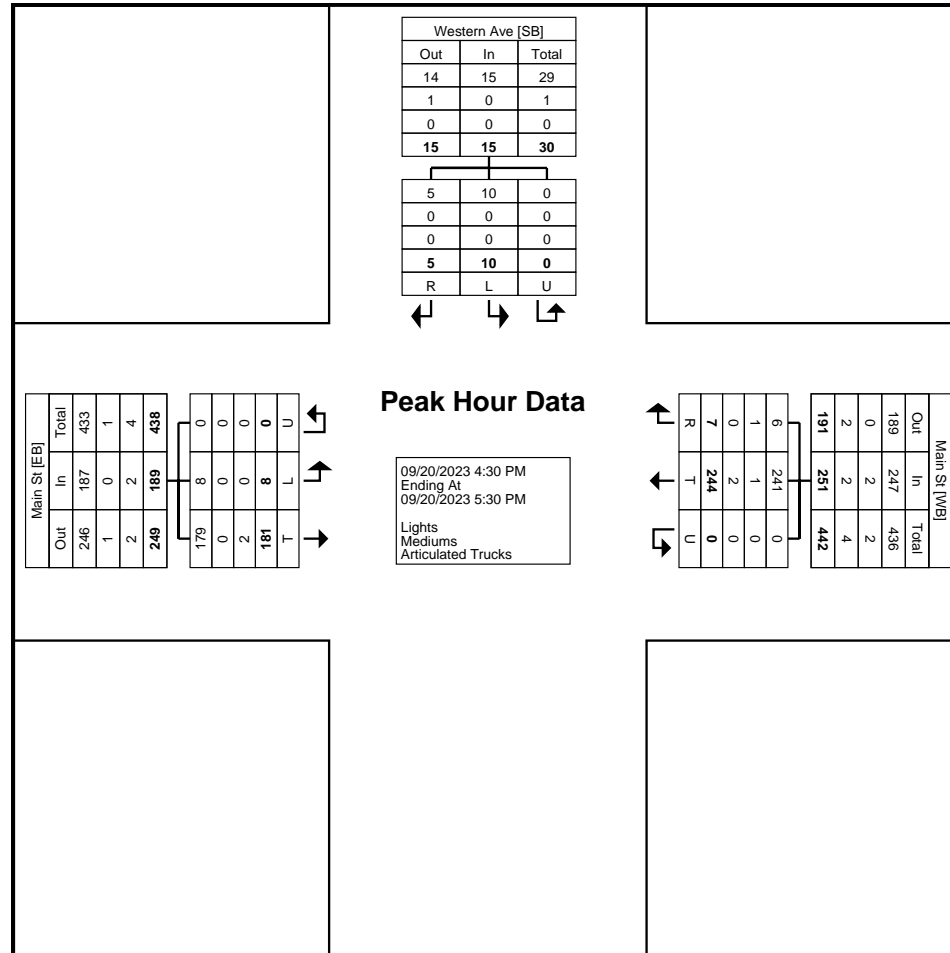 Western Ave [SB]
Out In Total
14 15 29
1 0 1
0 0 0
15 15 30
5 10 0
0 0 0
0 0 0
5 10 0
R L U
Peak Hour Data
09/20/2023 4:30 PM
Ending At
09/20/2023 5:30 PM
Lights
Mediums
Articulated Trucks
Main St [EB]
Total In Out
433 187 246
1 0 1
4 2 2
438 189 249
0 8 179
0 0 0
0 0 2
0 8 181
U L T
Main St [WB]
Out In Total
189 247 436
0 2 2
2 2 4
191 251 442
6 241 0
1 1 0
0 2 0
7 244 0
R T U